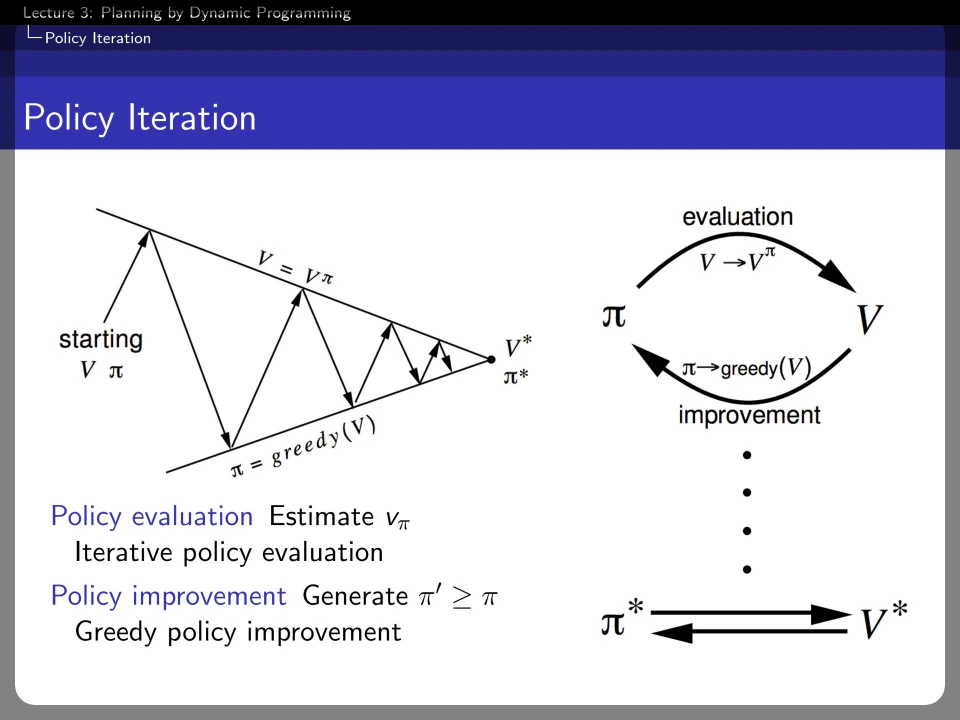 Lecture 3: Planning by Dynamic Programming
Policy Iteration
Policy Iteration
V = Vπ
starting
V π
V*
π*
π = greedy(V)
evaluation
V →Vπ
π
V
π→greedy(V)
improvement
π*
V*
Policy evaluation Estimate vπ
Iterative policy evaluation
Policy improvement Generate π′ ≥ π
Greedy policy improvement